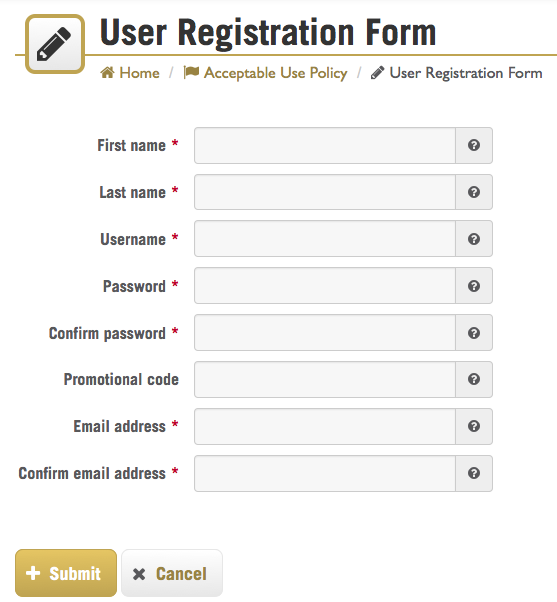 User Registration Form
Home / Acceptable Use Policy / User Registration Form
First name *
Last name *
Username *
Password *
Confirm password *
Promotional code
Email address *
Confirm email address *
+ Submit × Cancel